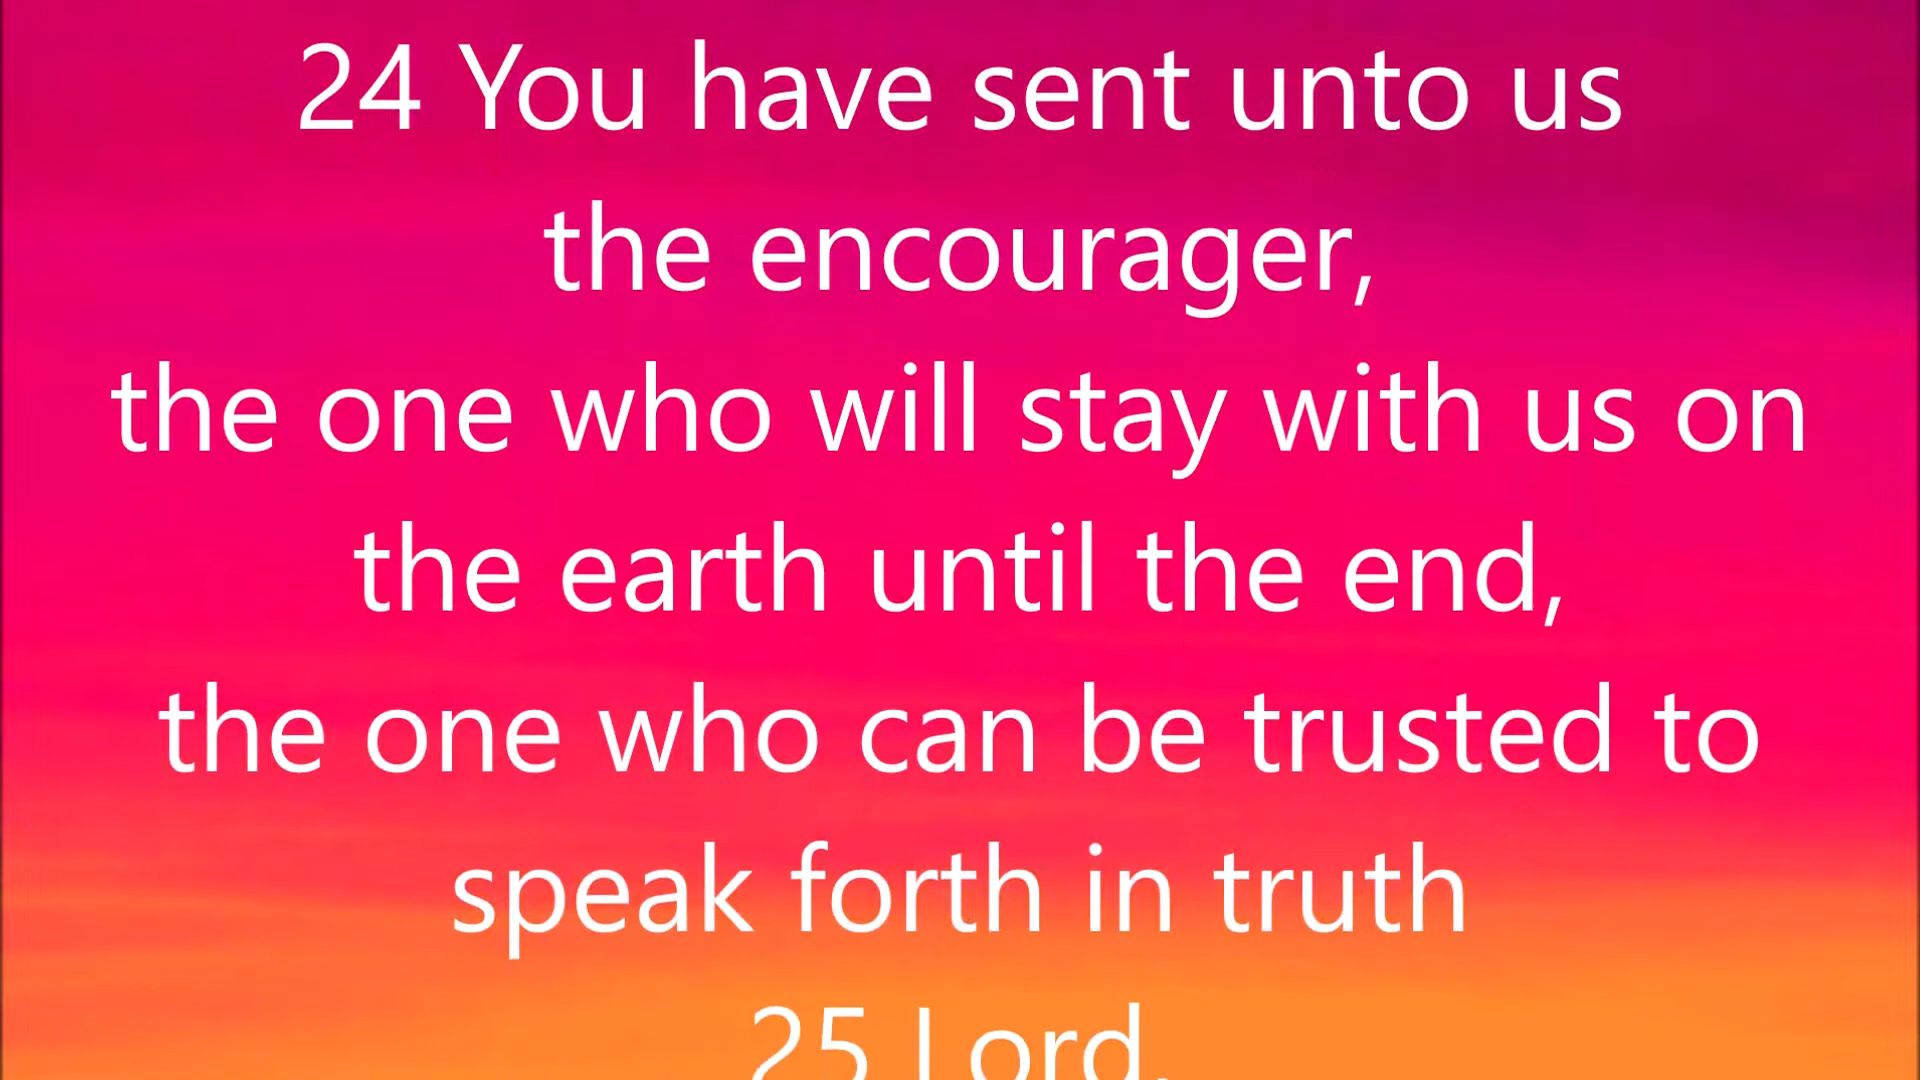 24 You have sent unto us
the encourager,
the one who will stay with us on
the earth until the end,
the one who can be trusted to
speak forth in truth
25 Lord,